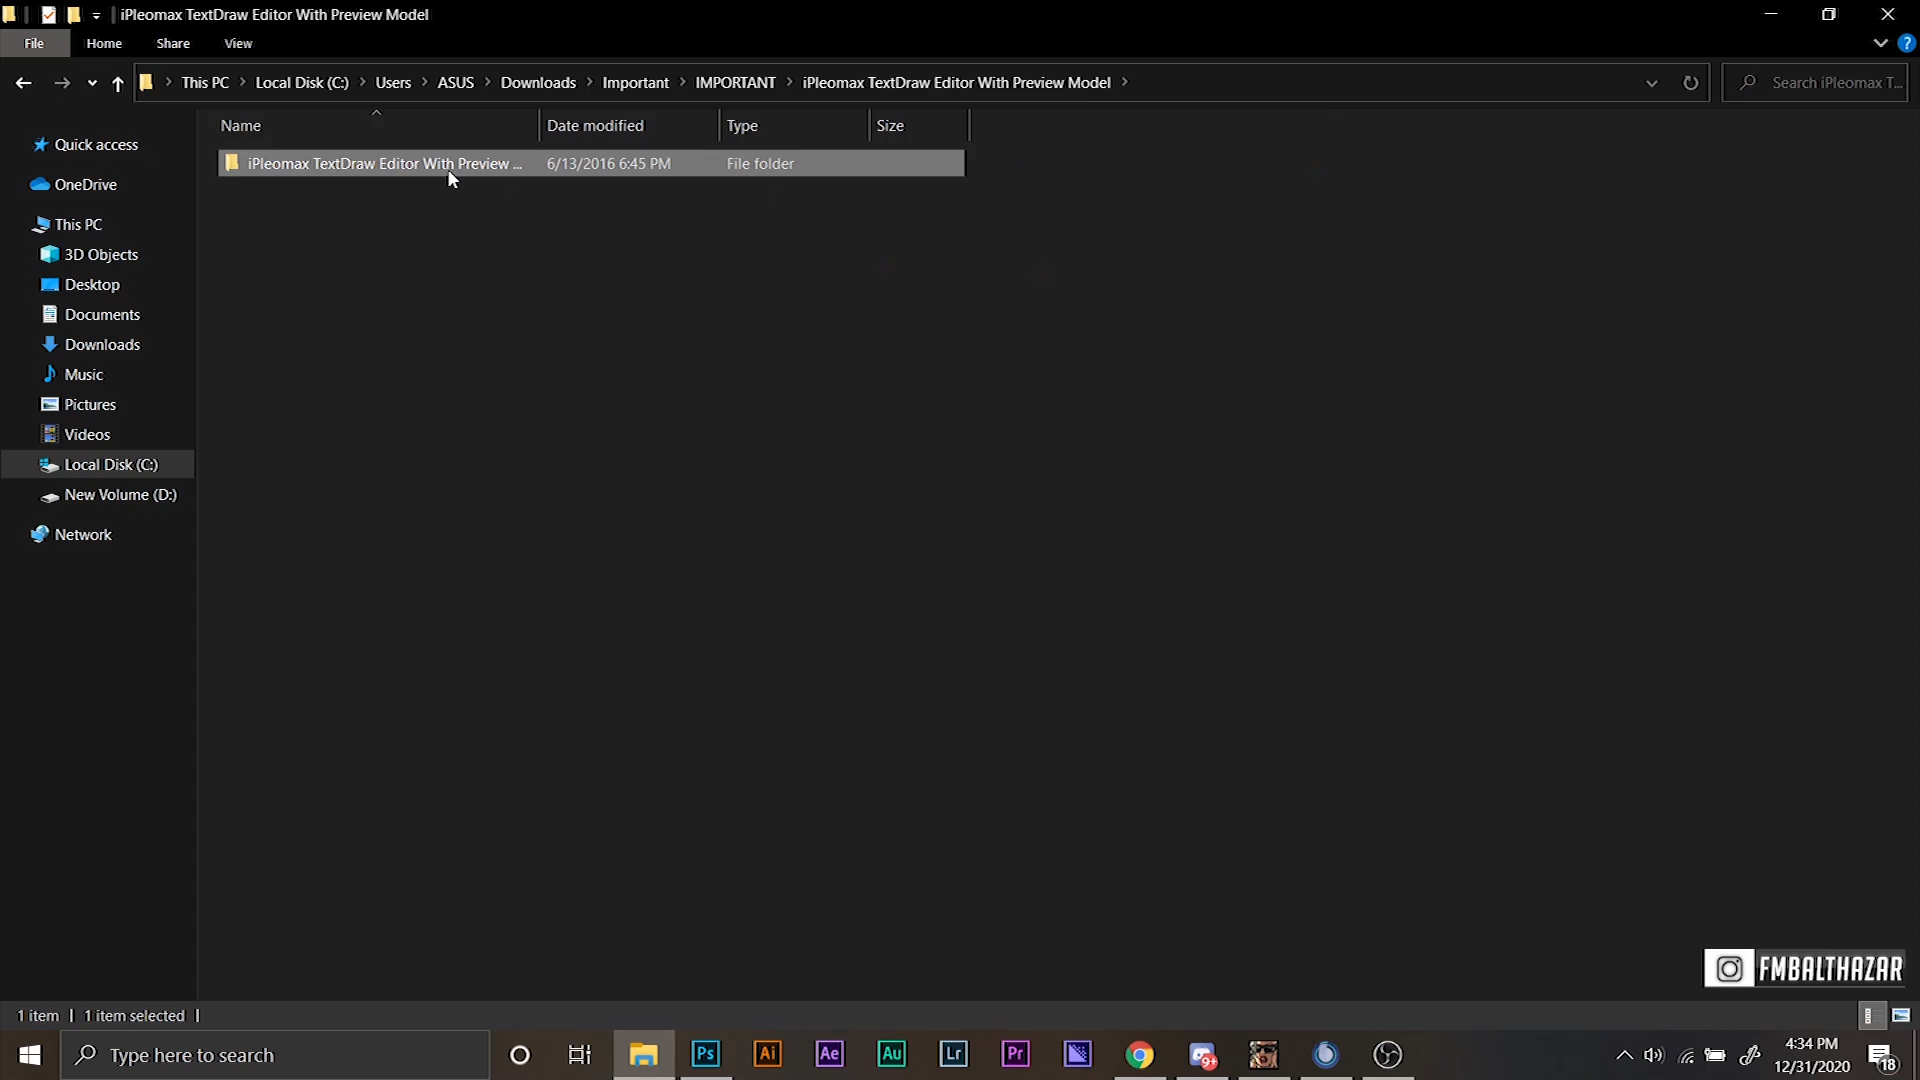 iPleomax TextDraw Editor With Preview Model
File Home Share View
This PC Local Disk (C:) Users ASUS Downloads Important IMPORTANT iPleomax TextDraw Editor With Preview Model Search iPleomax T...
Name Date modified Type Size
iPleomax TextDraw Editor With Preview ... 6/13/2016 6:45 PM File folder
Quick access
OneDrive
This PC
3D Objects
Desktop
Documents
Downloads
Music
Pictures
Videos
Local Disk (C:)
New Volume (D:)
Network
FMBALTHAZAR
1 item 1 item selected
Type here to search Ps Ai Ae Au Lr Pr 9+ 4:34 PM
12/31/2020 18